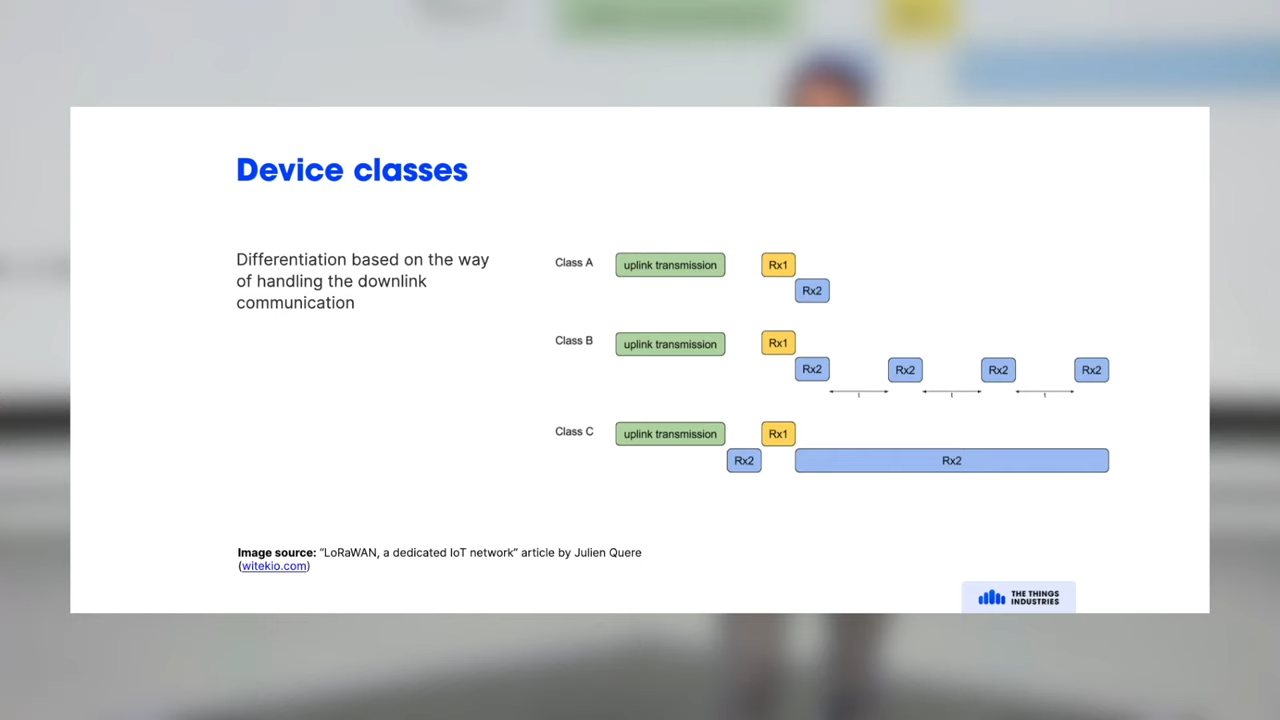 Device classes
Differentiation based on the way
of handling the downlink
communication
Class A
uplink transmission
Rx1
Rx2
Class B
uplink transmission
Rx1
Rx2
Rx2
Rx2
Rx2
Class C
uplink transmission
Rx1
Rx2
Rx2
Image source: “LoRaWAN, a dedicated IoT network” article by Julien Quere
(witekio.com)
THE THINGS
INDUSTRIES